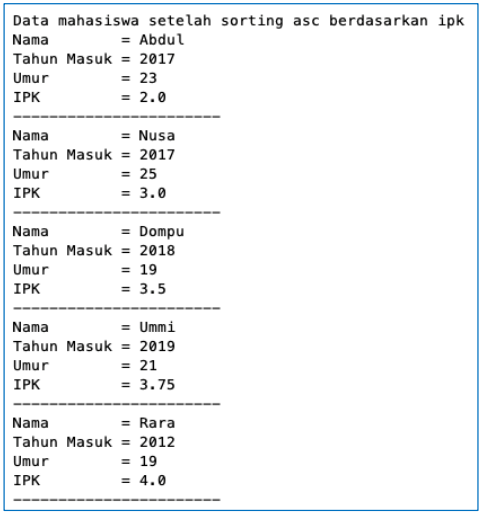 Data mahasiswa setelah sorting asc berdasarkan ipk
Nama        = Abdul
Tahun Masuk = 2017
Umur        = 23
IPK         = 2.0
-----------------------
Nama        = Nusa
Tahun Masuk = 2017
Umur        = 25
IPK         = 3.0
-----------------------
Nama        = Dompu
Tahun Masuk = 2018
Umur        = 19
IPK         = 3.5
-----------------------
Nama        = Ummi
Tahun Masuk = 2019
Umur        = 21
IPK         = 3.75
-----------------------
Nama        = Rara
Tahun Masuk = 2012
Umur        = 19
IPK         = 4.0
-----------------------